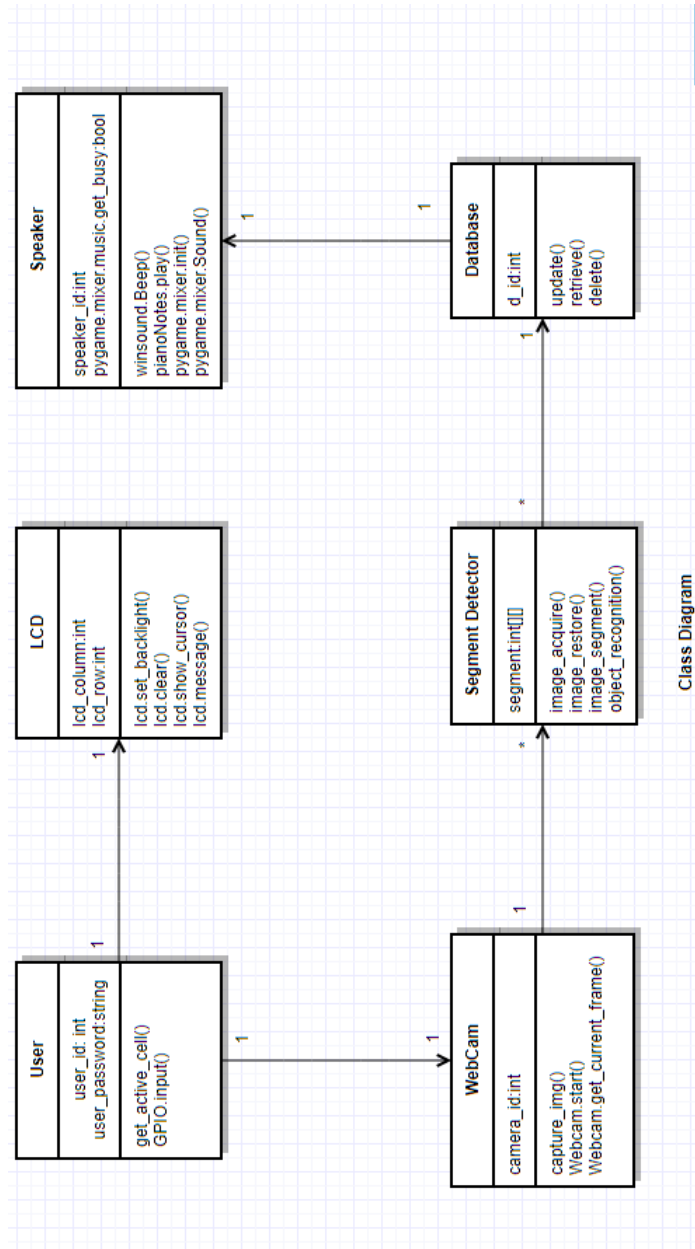 User
user_id: int
user_password:string
get_active_cell()
GPIO.input()
1
1
LCD
lcd_column:int
lcd_row:int
lcd.set_backlight()
lcd.clear()
lcd.show_cursor()
lcd.message()
Speaker
speaker_id:int
pygame.mixer.music.get_busy:bool
winsound.Beep()
pianoNotes.play()
pygame.mixer.init()
pygame.mixer.Sound()
1
1
1
1
WebCam
camera_id:int
capture_img()
Webcam.start()
Webcam.get_current_frame()
1
*
Segment Detector
segment:int[][]
image_acquire()
image_restore()
image_segment()
object_recognition()
*
1
Database
d_id:int
update()
retrieve()
delete()
Class Diagram